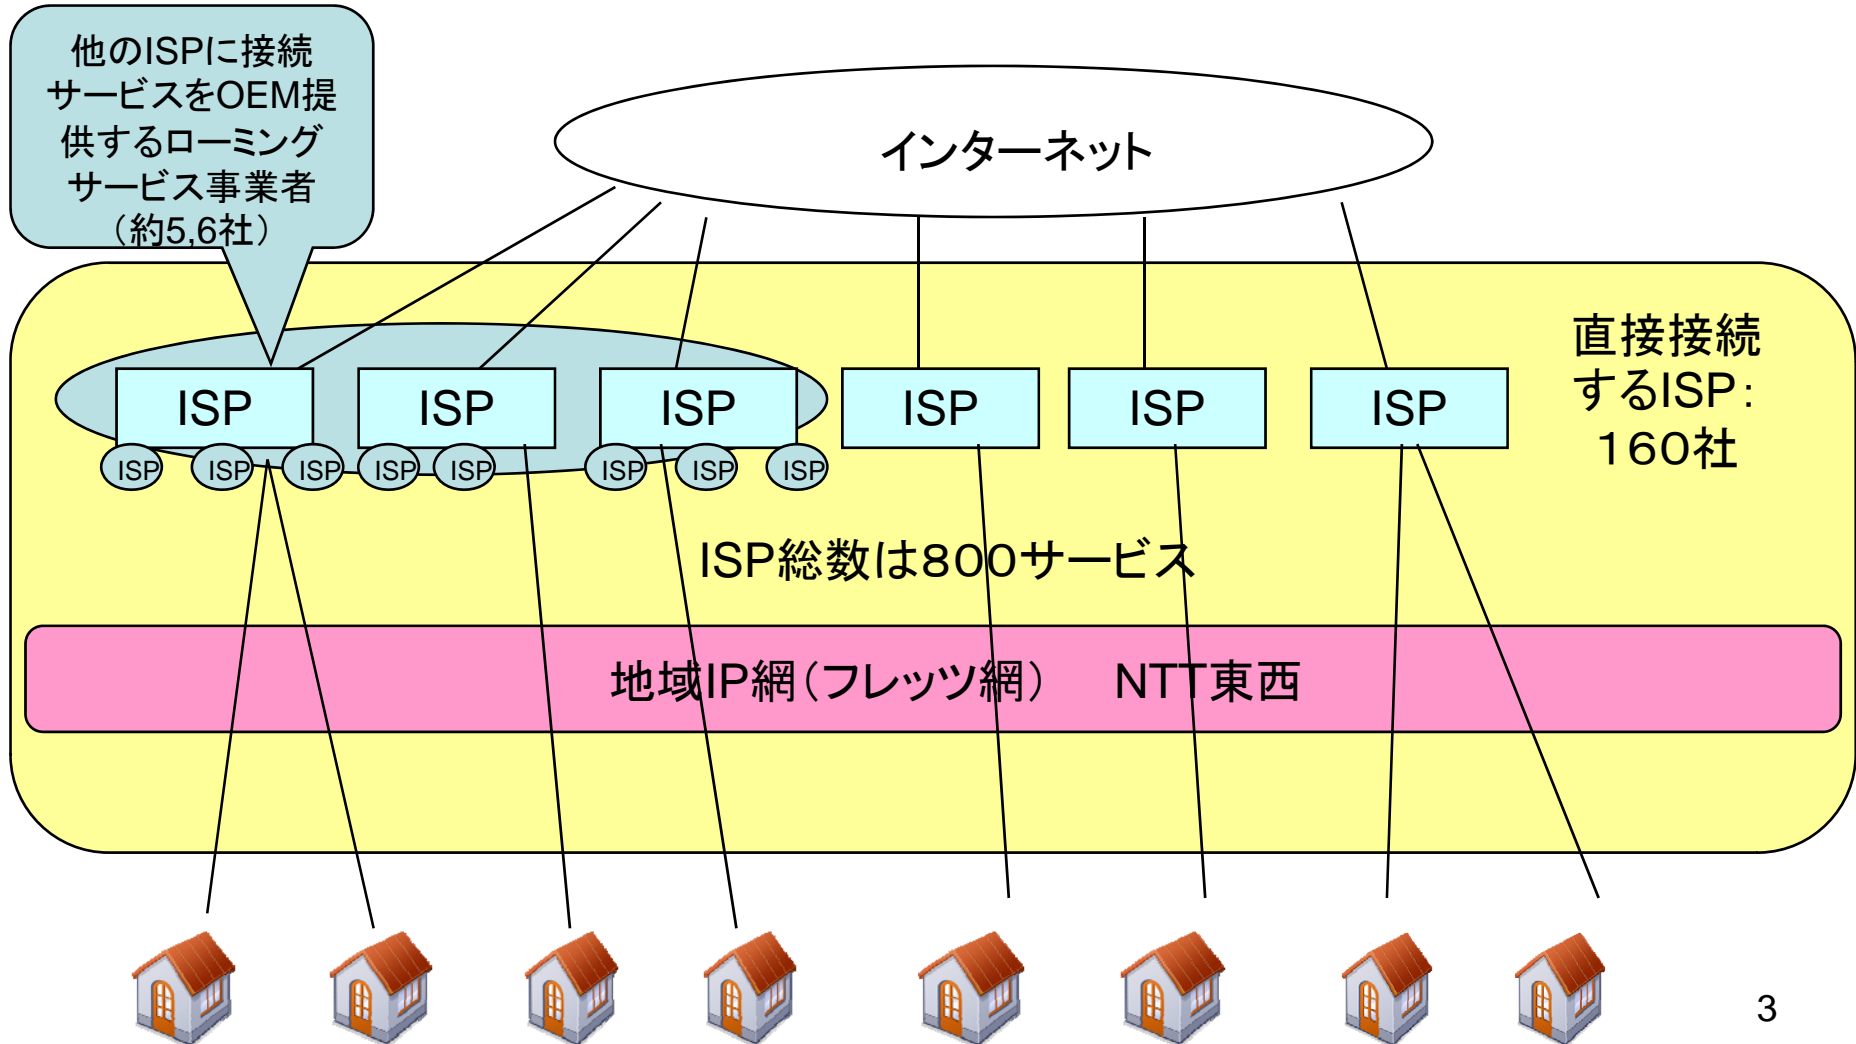 他のISPに接続
サービスをOEM提
供するローミング
サービス事業者
（約5,6社）
インターネット
直接接続
するISP：
１６０社
ISP
ISP
ISP
ISP
ISP
ISP
ISP
ISP
ISP
ISP
ISP
ISP
ISP
ISP
ISP総数は８００サービス
地域IP網（フレッツ網）　NTT東西
3